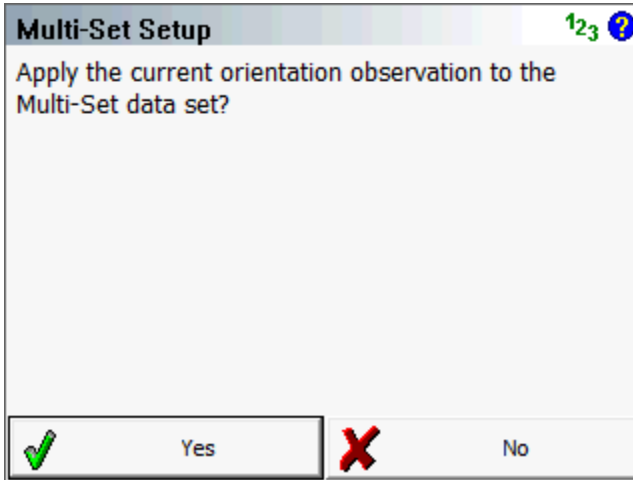 Multi-Set Setup
123
?
Apply the current orientation observation to the
Multi-Set data set?
Yes
No